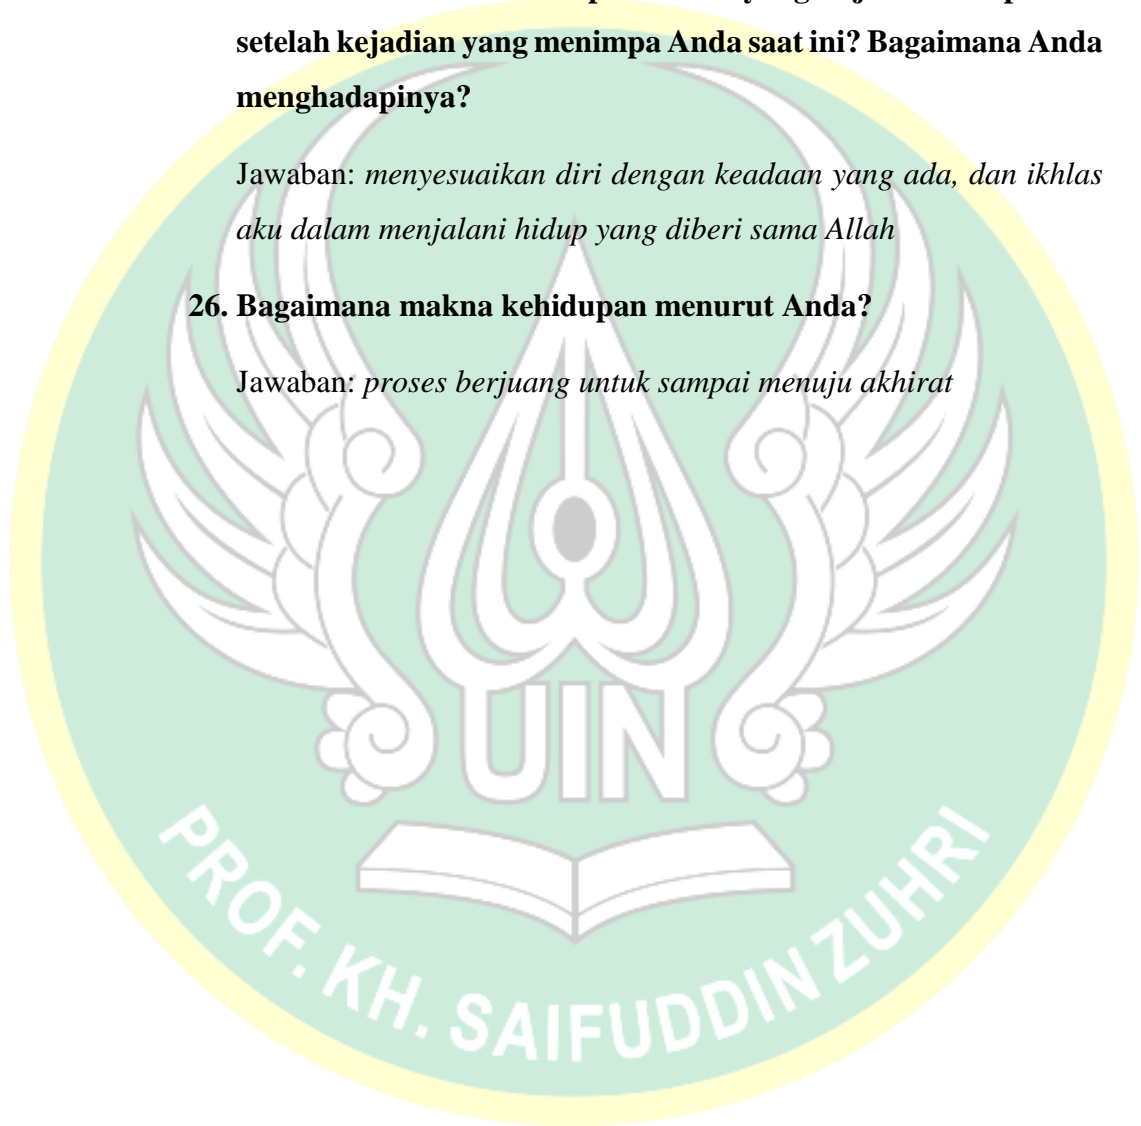 setelah kejadian yang menimpa Anda saat ini? Bagaimana Anda
menghadapinya?
Jawaban: menyesuaikan diri dengan keadaan yang ada, dan ikhlas
aku dalam menjalani hidup yang diberi sama Allah
26. Bagaimana makna kehidupan menurut Anda?
Jawaban: proses berjuang untuk sampai menuju akhirat
UIN
PROF. KH. SAIFUDDIN ZUHRI